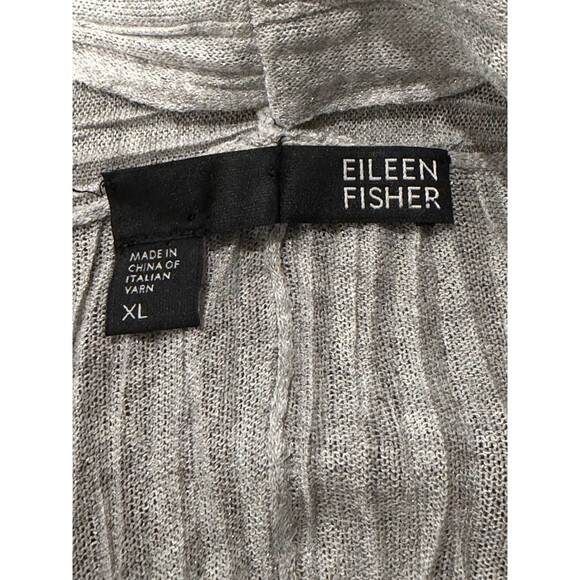 EILEEN
FISHER
MADE IN
CHINA OF
ITALIAN
YARN
XL